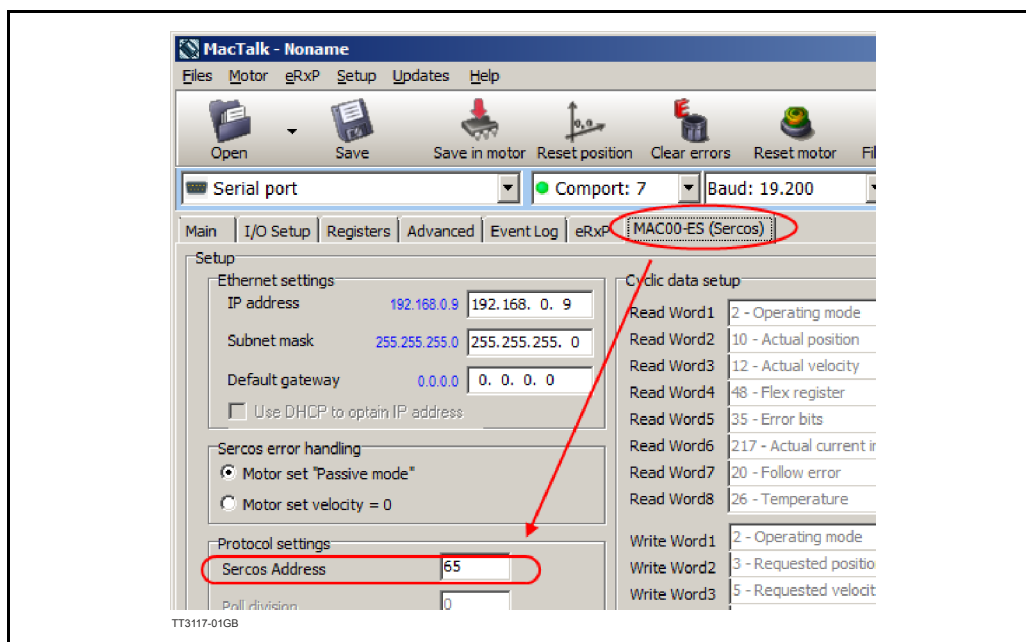 MacTalk - Noname
Files Motor eRxP Setup Updates Help
Open Save Save in motor Reset position Clear errors Reset motor Fil
Serial port Comport: 7 Baud: 19.200
Main I/O Setup Registers Advanced Event Log eRxP MAC00-ES (Sercos)
Setup
Ethernet settings
IP address 192.168.0.9 192.168. 0. 9
Subnet mask 255.255.255.0 255.255.255. 0
Default gateway 0.0.0.0 0. 0. 0. 0
Use DHCP to optain IP address
Sercos error handling
Motor set "Passive mode"
Motor set velocity = 0
Protocol settings
Sercos Address 65
Poll division 0
Cyclic data setup
Read Word1 2 - Operating mode
Read Word2 10 - Actual position
Read Word3 12 - Actual velocity
Read Word4 48 - Flex register
Read Word5 35 - Error bits
Read Word6 217 - Actual current in
Read Word7 20 - Follow error
Read Word8 26 - Temperature
Write Word1 2 - Operating mode
Write Word2 3 - Requested positio
Write Word3 5 - Requested velocit
TT3117-01GB